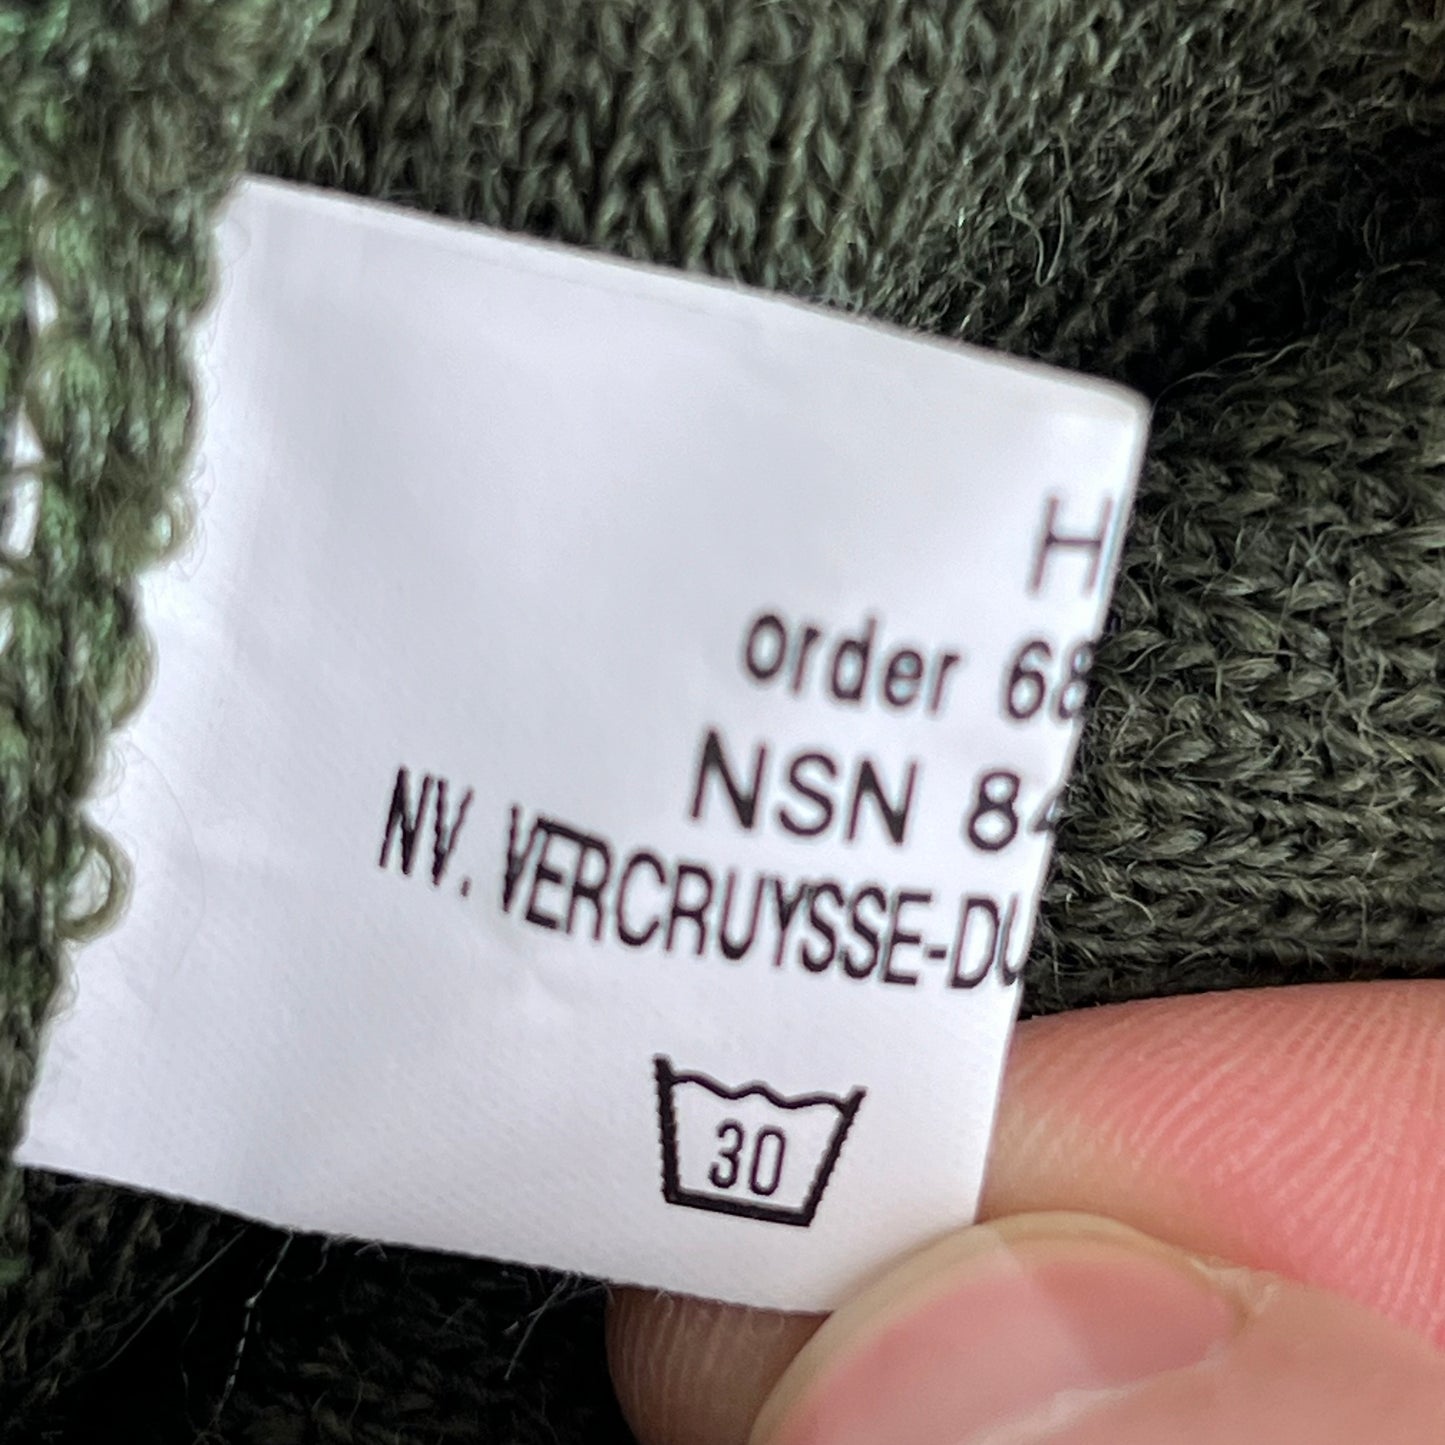 H
order 68
NSN 84
NV. VERCRUYSSE-DU
30